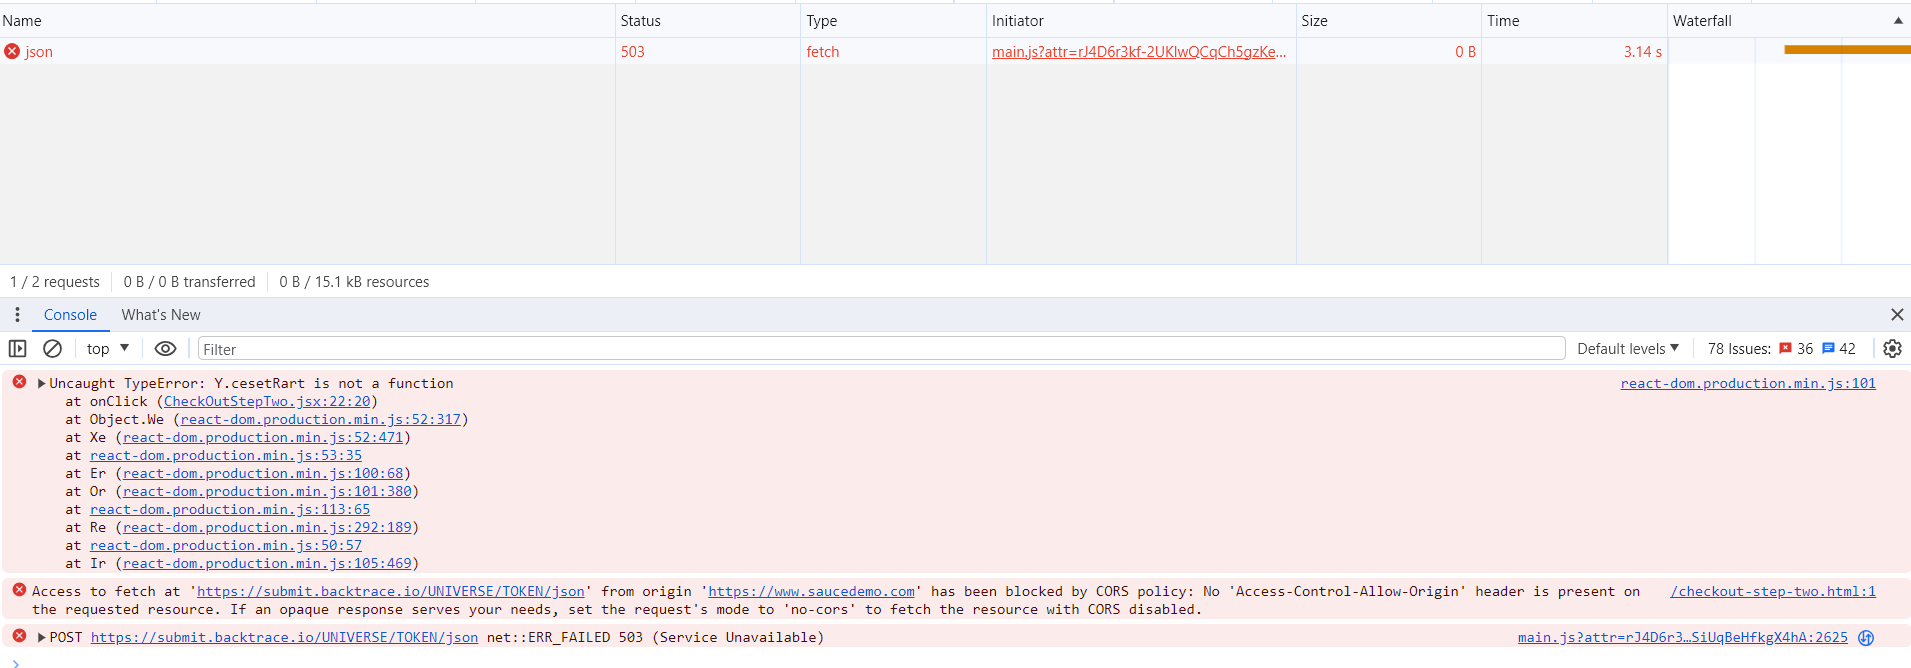 Name Status Type Initiator Size Time Waterfall
json 503 fetch main.js?attr=rJ4D6r3kf-2UKlwQCqCh5gzKe... 0 B 3.14 s
1 / 2 requests 0 B / 0 B transferred 0 B / 15.1 kB resources
Console What's New
top Filter Default levels 78 Issues: 36 42
Uncaught TypeError: Y.cesetRart is not a function react-dom.production.min.js:101
at onClick (CheckOutStepTwo.jsx:22:20)
at Object.We (react-dom.production.min.js:52:317)
at Xe (react-dom.production.min.js:52:471)
at react-dom.production.min.js:53:35
at Er (react-dom.production.min.js:100:68)
at Or (react-dom.production.min.js:101:380)
at react-dom.production.min.js:113:65
at Re (react-dom.production.min.js:292:189)
at react-dom.production.min.js:50:57
at Ir (react-dom.production.min.js:105:469)
Access to fetch at 'https://submit.backtrace.io/UNIVERSE/TOKEN/json' from origin 'https://www.saucedemo.com' has been blocked by CORS policy: No 'Access-Control-Allow-Origin' header is present on /checkout-step-two.html:1
the requested resource. If an opaque response serves your needs, set the request's mode to 'no-cors' to fetch the resource with CORS disabled.
POST https://submit.backtrace.io/UNIVERSE/TOKEN/json net::ERR_FAILED 503 (Service Unavailable) main.js?attr=rJ4D6r3…SiUqBeHfkgX4hA:2625